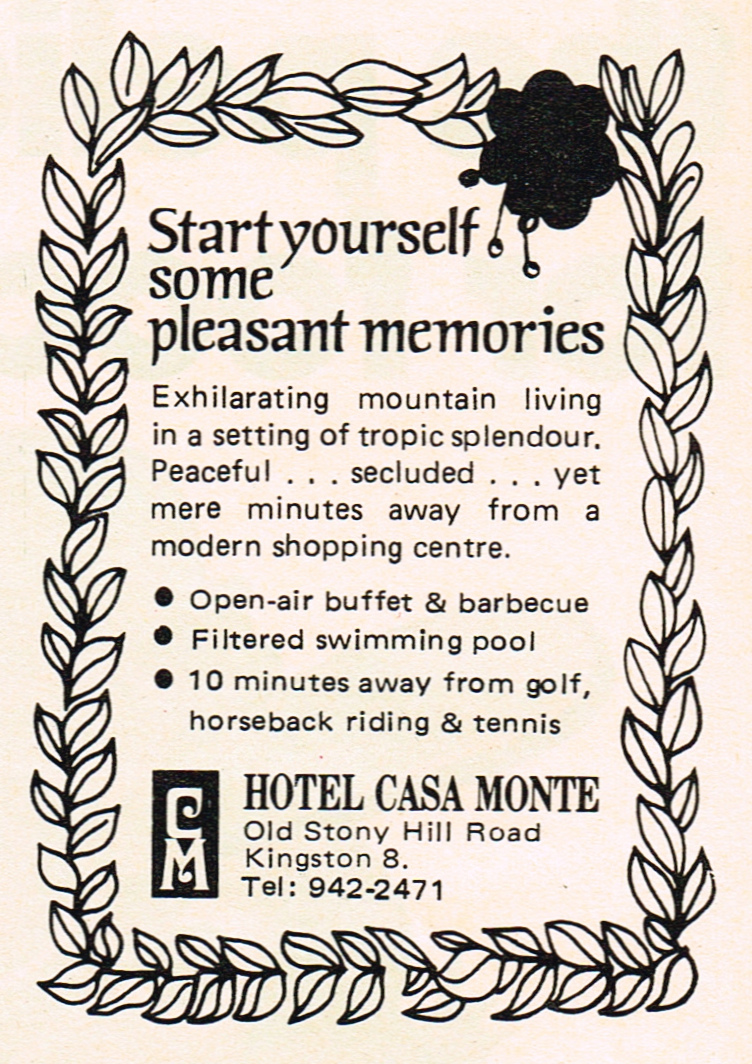 Start yourself
some
pleasant memories
Exhilarating mountain living
in a setting of tropic splendour.
Peaceful . . . secluded . . . yet
mere minutes away from a
modern shopping centre.
● Open-air buffet & barbecue
● Filtered swimming pool
● 10 minutes away from golf,
horseback riding & tennis
CM
HOTEL CASA MONTE
Old Stony Hill Road
Kingston 8.
Tel: 942-2471